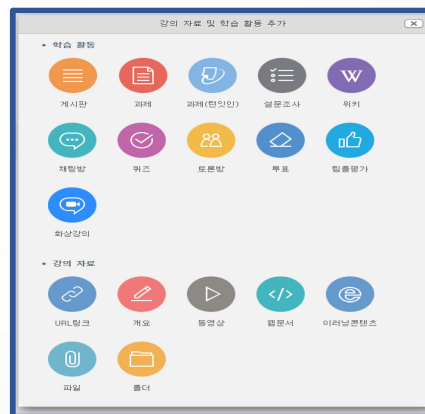 강의 자료 및 학습 활동 추가
• 학습 활동
게시판 과제 과제(턴잇인) 설문조사 위키
W
채팅방 퀴즈 토론방 투표 팀플평가
화상강의
• 강의 자료
URL링크 개요 동영상 웹문서 이러닝콘텐츠
파일 폴더